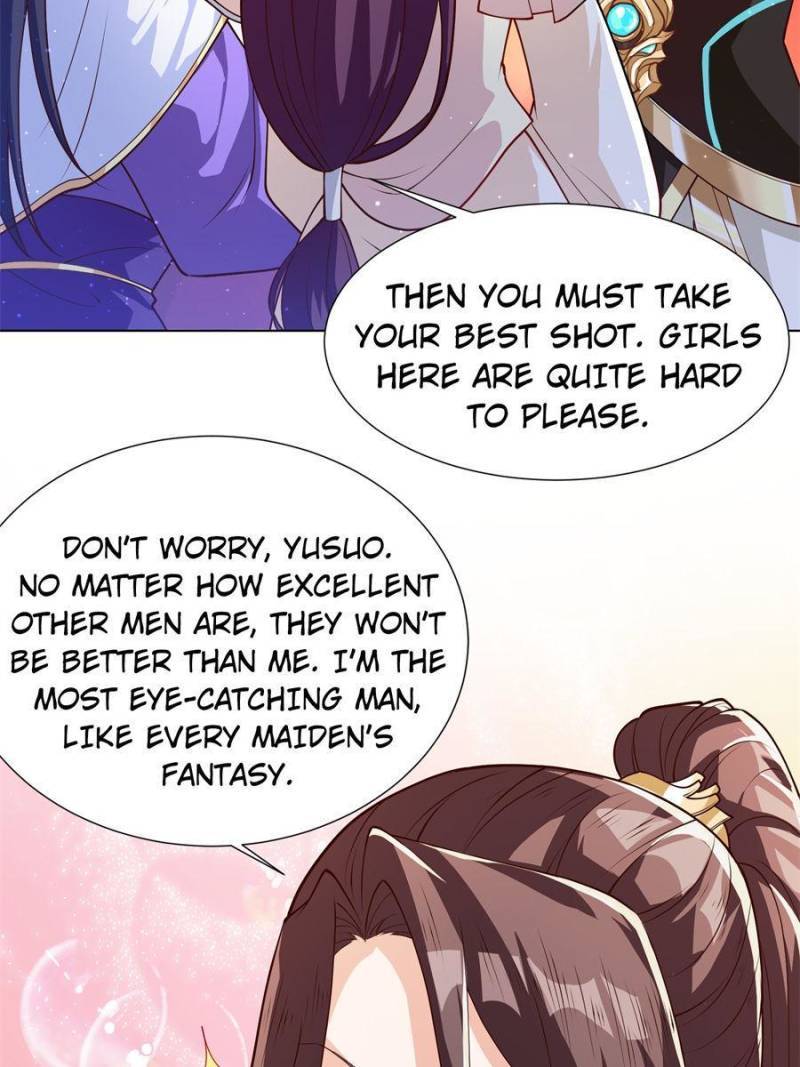 THEN YOU MUST TAKE
YOUR BEST SHOT. GIRLS
HERE ARE QUITE HARD
TO PLEASE.
DON'T WORRY, YUSUO.
NO MATTER HOW EXCELLENT
OTHER MEN ARE, THEY WON'T
BE BETTER THAN ME. I'M THE
MOST EYE-CATCHING MAN,
LIKE EVERY MAIDEN'S
FANTASY.